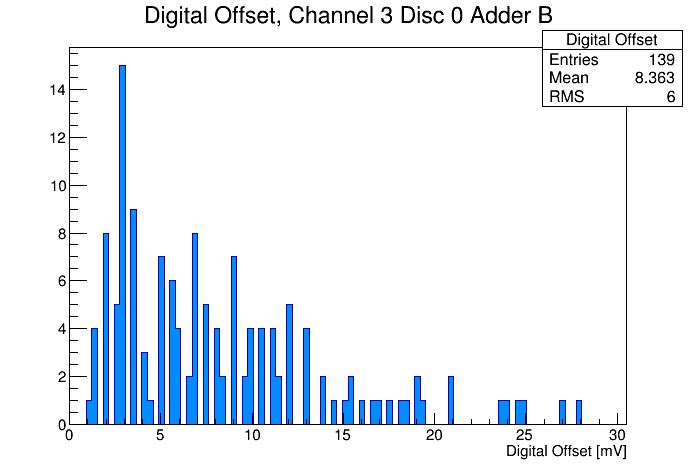 Digital Offset, Channel 3 Disc 0 Adder B
Digital Offset
Entries 139
Mean 8.363
RMS 6
14
12
10
8
6
4
2
0
0 5 10 15 20 25 30
Digital Offset [mV]